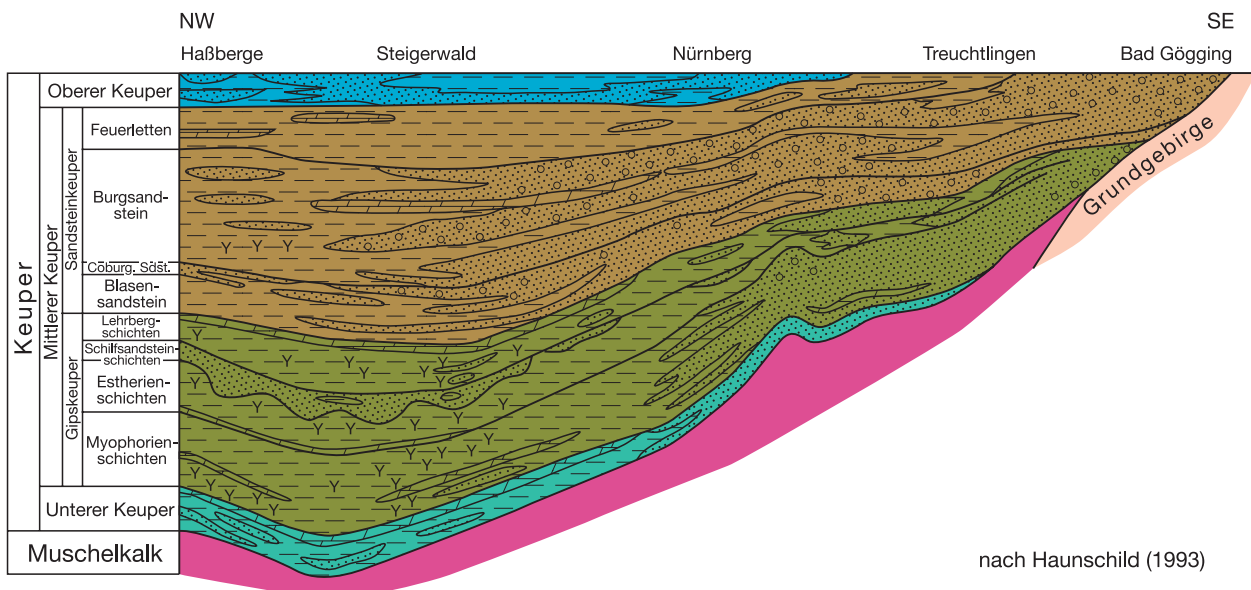 NW
SE
Haßberge
Steigerwald
Nürnberg
Treuchtlingen
Bad Gögging
Keuper
Oberer Keuper
Mittlerer Keuper
Sandsteinkeuper
Feuerletten
Burgsand-
stein
Coburg. Sdst.
Blasen-
sandstein
Gipskeuper
Lehrberg-
schichten
Schilfsandstein-
schichten
Estherien-
schichten
Myophorien-
schichten
Unterer Keuper
Muschelkalk
Grundgebirge
nach Haunschild (1993)